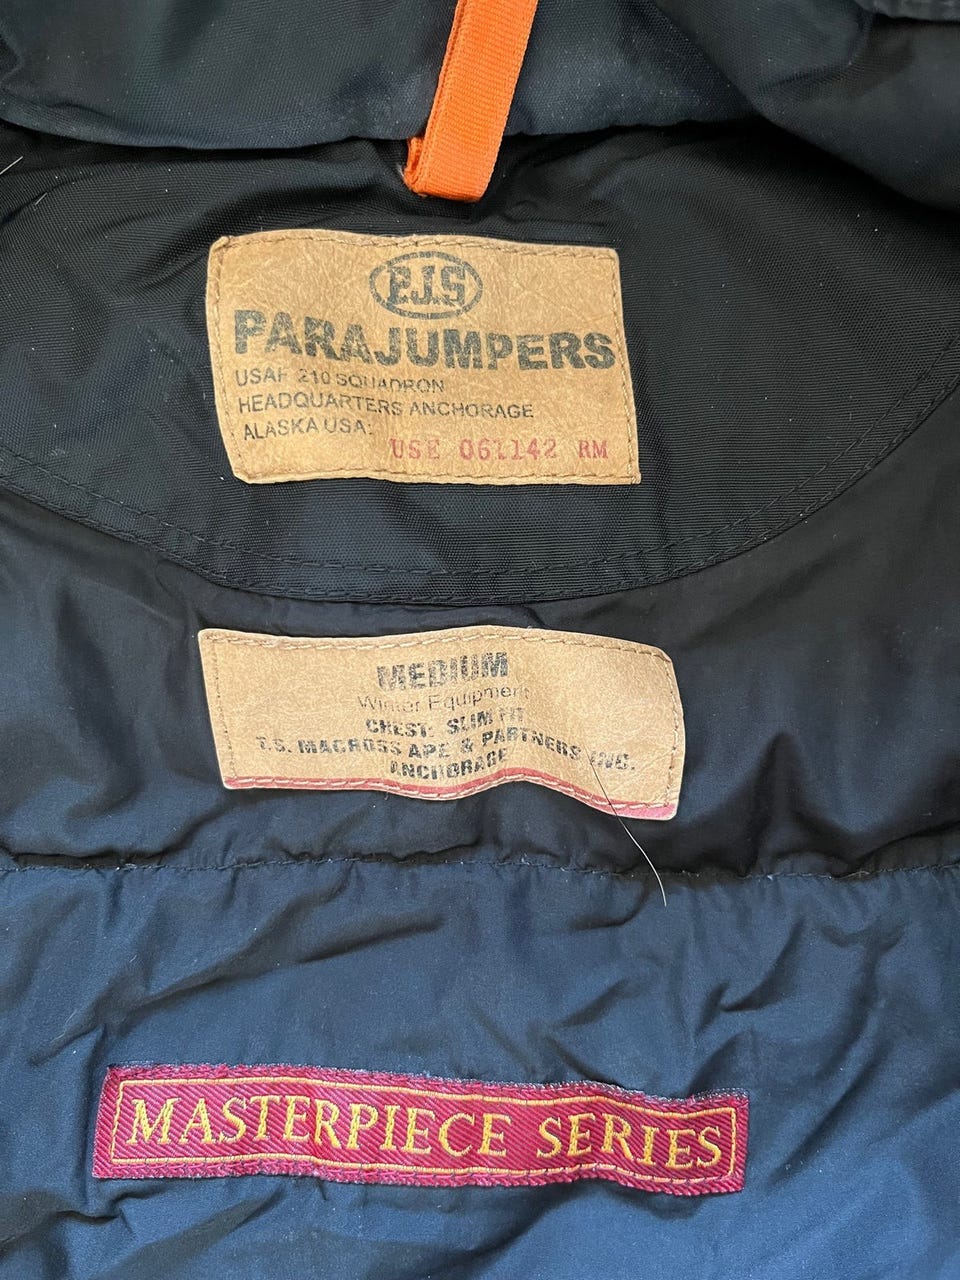 P.J.S
PARAJUMPERS
USAF 210 SQUADRON
HEADQUARTERS ANCHORAGE
ALASKA USA:
USE 061142 RM
MEDIUM
Winter Equipment
CHEST: SLIM FIT
T.S. MACROSS APE & PARTNERS INC.
ANCHORAGE
MASTERPIECE SERIES